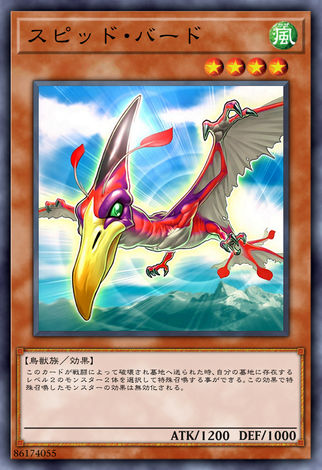 スピッド・バード
風
【鳥獣族／効果】
このカードが戦闘によって破壊され墓地へ送られた時、自分の墓地に存在する
レベル２のモンスター２体を選択して特殊召喚する事ができる。この効果で特
殊召喚したモンスターの効果は無効化される。
ATK/1200 DEF/1000
86174055